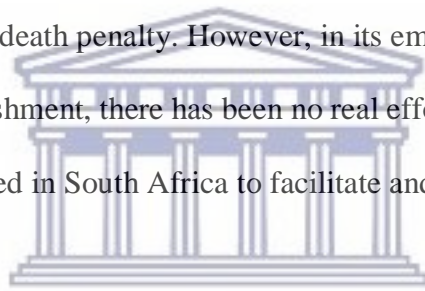 death penalty. However, in its em
shment, there has been no real effo
ed in South Africa to facilitate and